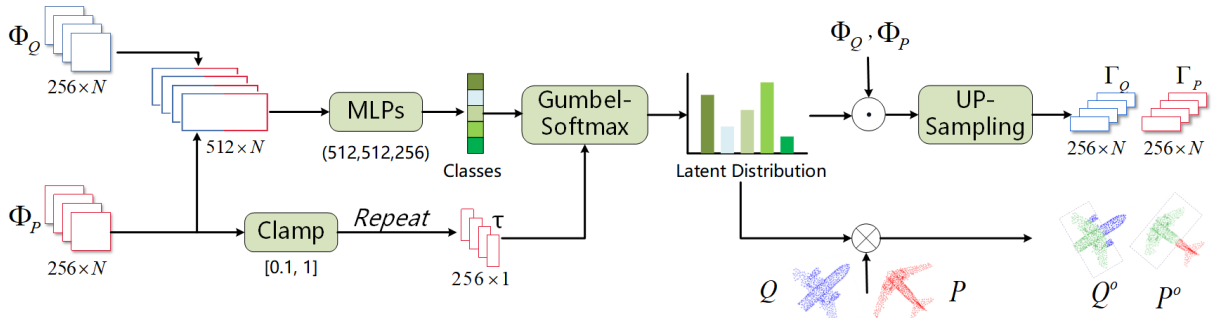 Φ_Q
256×N
512×N
MLPs
(512,512,256)
Classes
Gumbel-
Softmax
Latent Distribution
Φ_Q , Φ_P
UP-
Sampling
Γ_Q
Γ_P
256×N
256×N
Φ_P
256×N
Clamp
[0.1, 1]
Repeat
τ
256×1
Q
P
Q^o
P^o